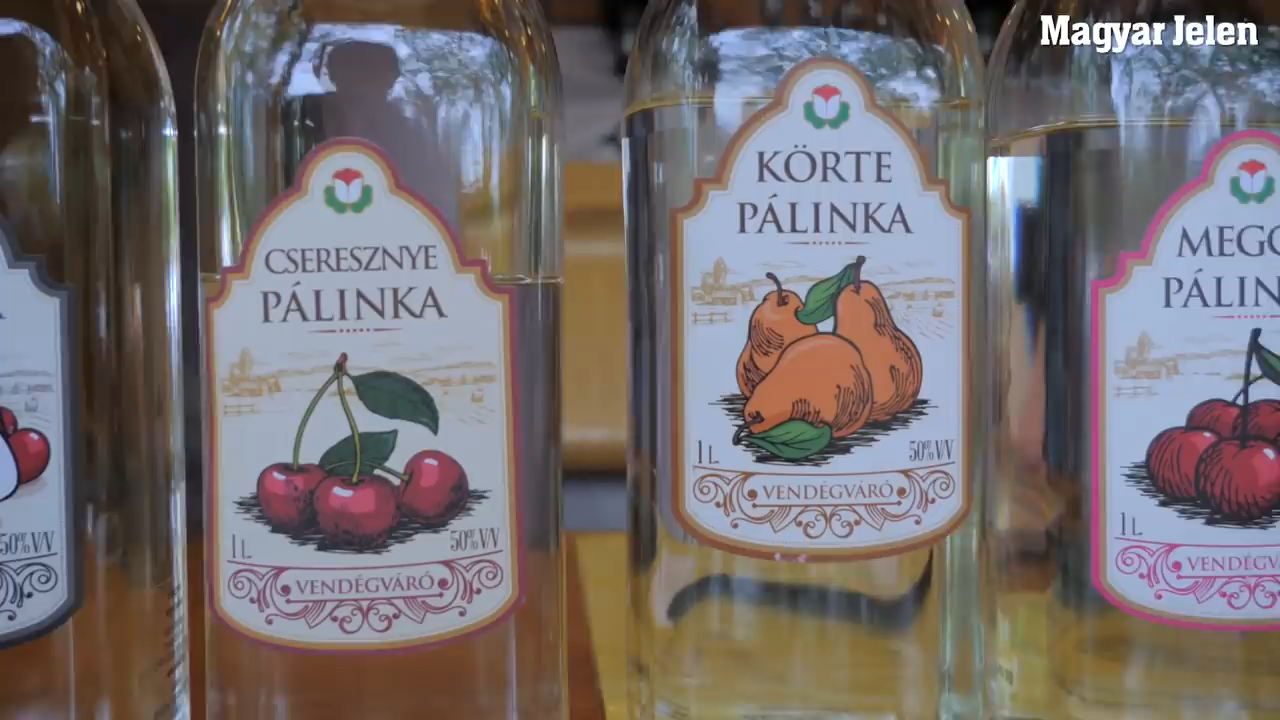 Magyar Jelen
50% V/V
CSERESZNYE
PÁLINKA
1 L
50% V/V
VENDÉGVÁRÓ
KÖRTE
PÁLINKA
1 L
50% V/V
VENDÉGVÁRÓ
1 L